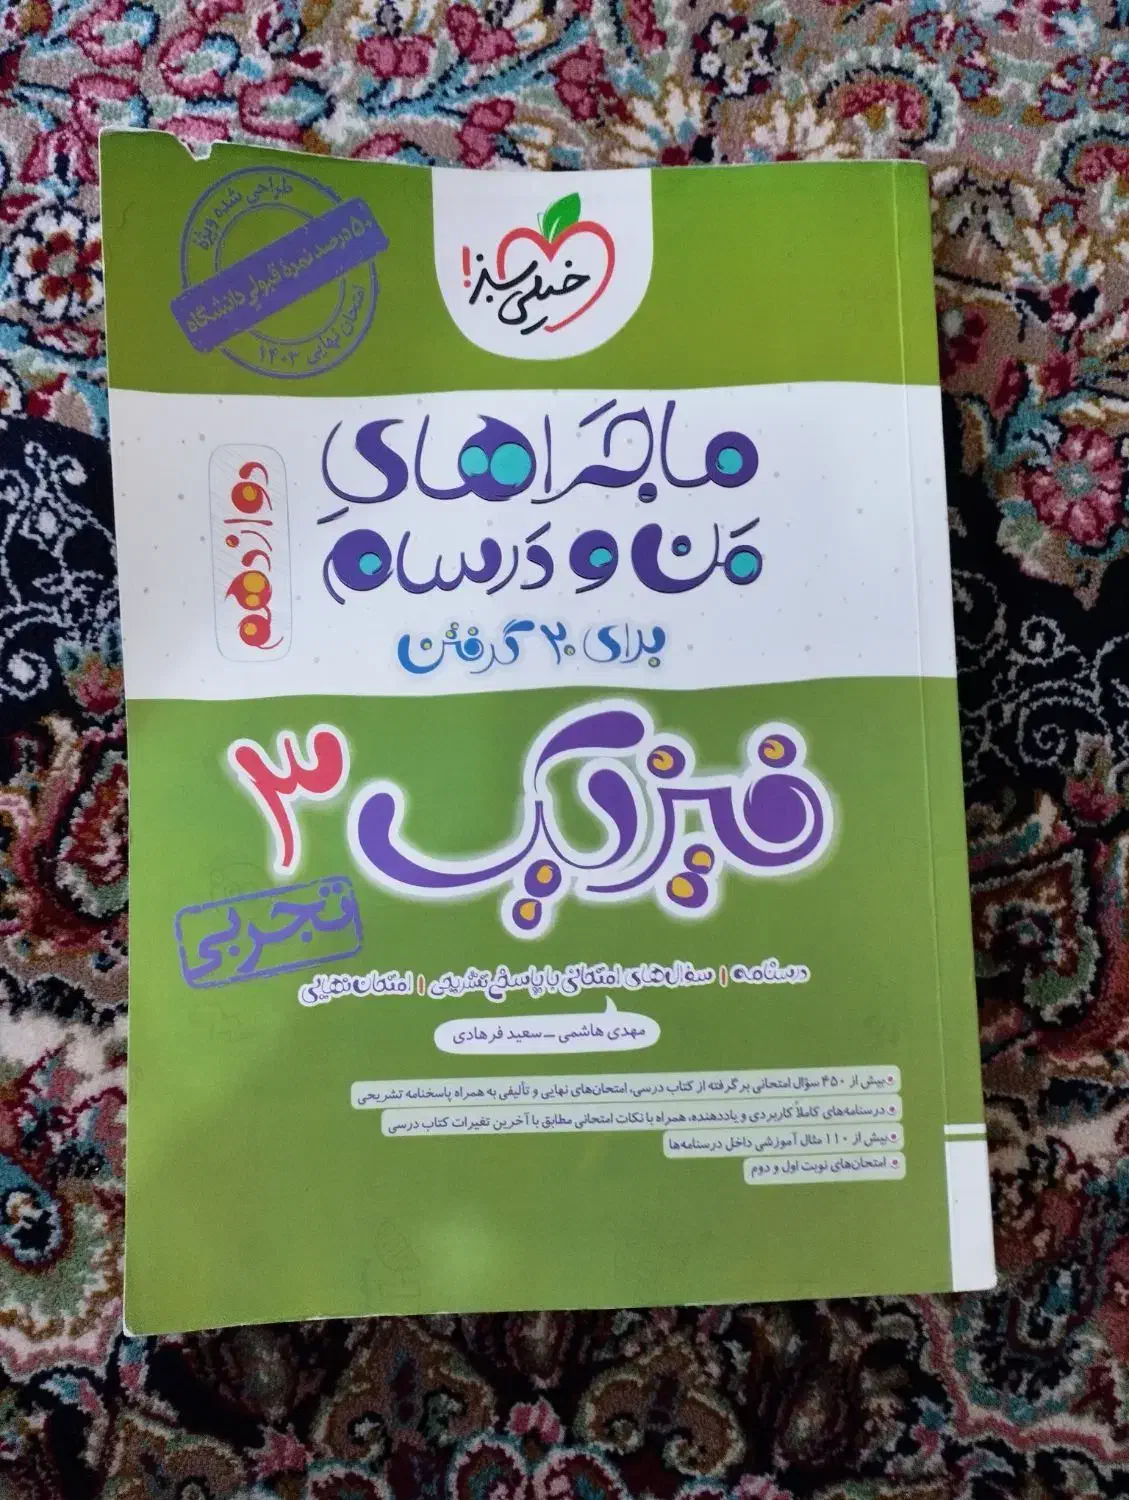 طراحی شده ویژهٔ
۵۰ درصد نمرهٔ قبولی دانشگاه
امتحان نهایی ۱۴۰۳
خیلی سبز!
ماجراهایِ
مَن و دَرسام
برای ۲۰ گرفتن
دوازدهم
فیزیک ۳
تجربی
درسنامه | سؤال‌های امتحانی با پاسخ تشریحی | امتحان نهایی
مهدی هاشمی - سعید فرهادی
بیش از ۴۵۰ سؤال امتحانی برگرفته از کتاب درسی، امتحان‌های نهایی و تألیفی به همراه پاسخنامه تشریحی
درسنامه‌های کاملاً کاربردی و یاددهنده، همراه با نکات امتحانی مطابق با آخرین تغیرات کتاب درسی
بیش از ۱۱۰ مثال آموزشی داخل درسنامه‌ها
امتحان‌های نوبت اول و دوم